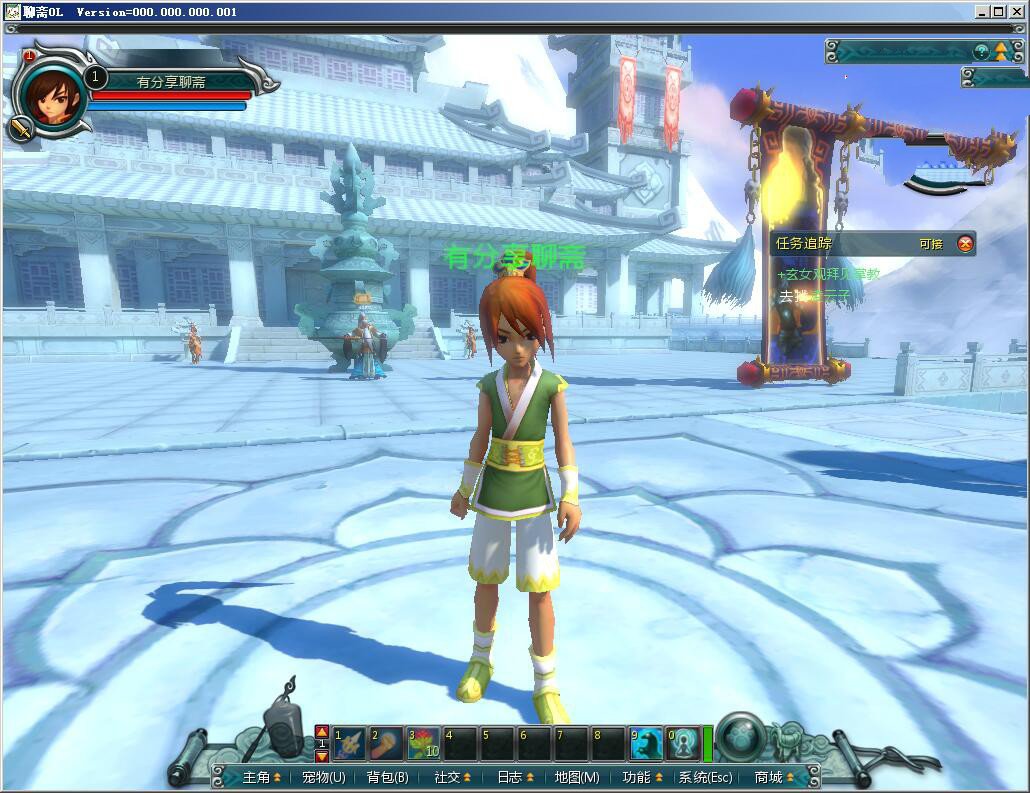 聊斋OL Version=000.000.000.001
1
1
有分享聊斋
任务追踪 可接
+玄女观拜见掌教
去找
有分享聊斋
1 2 3 4 5 6 7 8 9 0
10
1
主角 宠物(U) 背包(B) 社交 日志 地图(M) 功能 系统(Esc) 商城